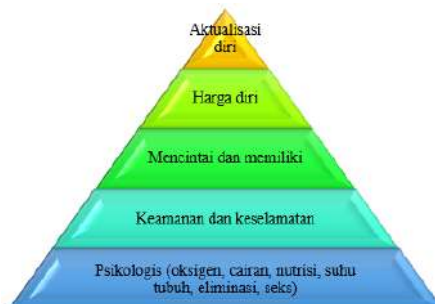 Aktualisasi
diri
Harga diri
Mencintai dan memiliki
Keamanan dan keselamatan
Psikologis (oksigen, cairan, nutrisi, suhu
tubuh, eliminasi, seks)